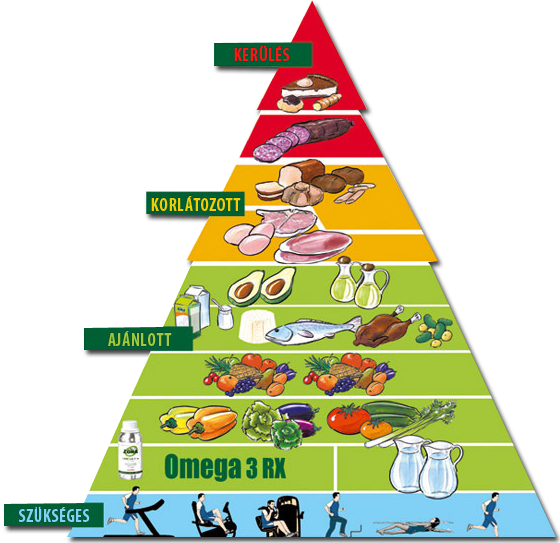 KERÜLÉS
KORLÁTOZOTT
AJÁNLOTT
Omega 3 RX
SZÜKSÉGES